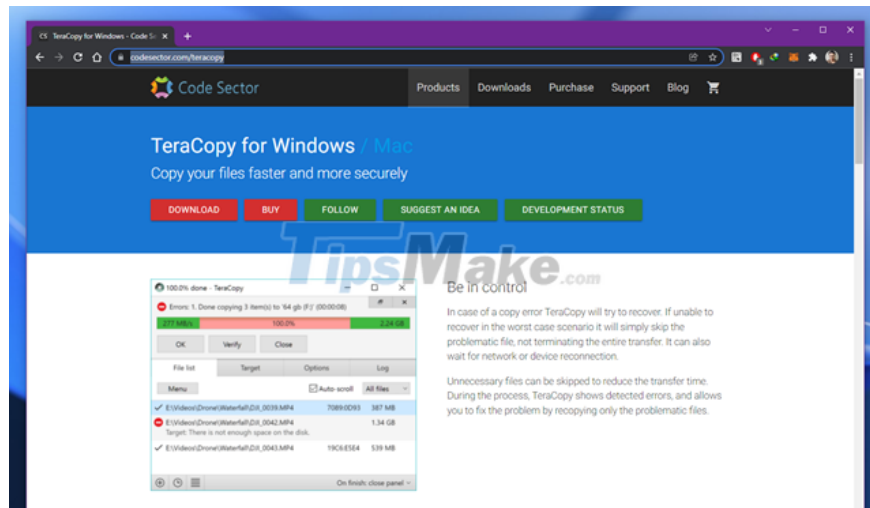 CS TeraCopy for Windows - Code Se
codesector.com/teracopy
Code Sector
Products Downloads Purchase Support Blog
TeraCopy for Windows / Mac
Copy your files faster and more securely
DOWNLOAD BUY FOLLOW SUGGEST AN IDEA DEVELOPMENT STATUS
TipsMake.com
100.0% done - TeraCopy
Errors: 1. Done copying 3 item(s) to '64 gb (F)' (00:00:08)
277 MB/s 100.0% 2.24 GB
OK Verify Close
File list Target Options Log
Menu Auto-scroll All files
E:\Videos\Drone\Waterfall\DJI_0039.MP4 7089:0D93 387 MB
E:\Videos\Drone\Waterfall\DJI_0042.MP4 1.34 GB
Target: There is not enough space on the disk.
E:\Videos\Drone\Waterfall\DJI_0043.MP4 19C6:E5E4 539 MB
On finish: close panel
Be in control
In case of a copy error TeraCopy will try to recover. If unable to
recover in the worst case scenario it will simply skip the
problematic file, not terminating the entire transfer. It can also
wait for network or device reconnection.
Unnecessary files can be skipped to reduce the transfer time.
During the process, TeraCopy shows detected errors, and allows
you to fix the problem by recopying only the problematic files.